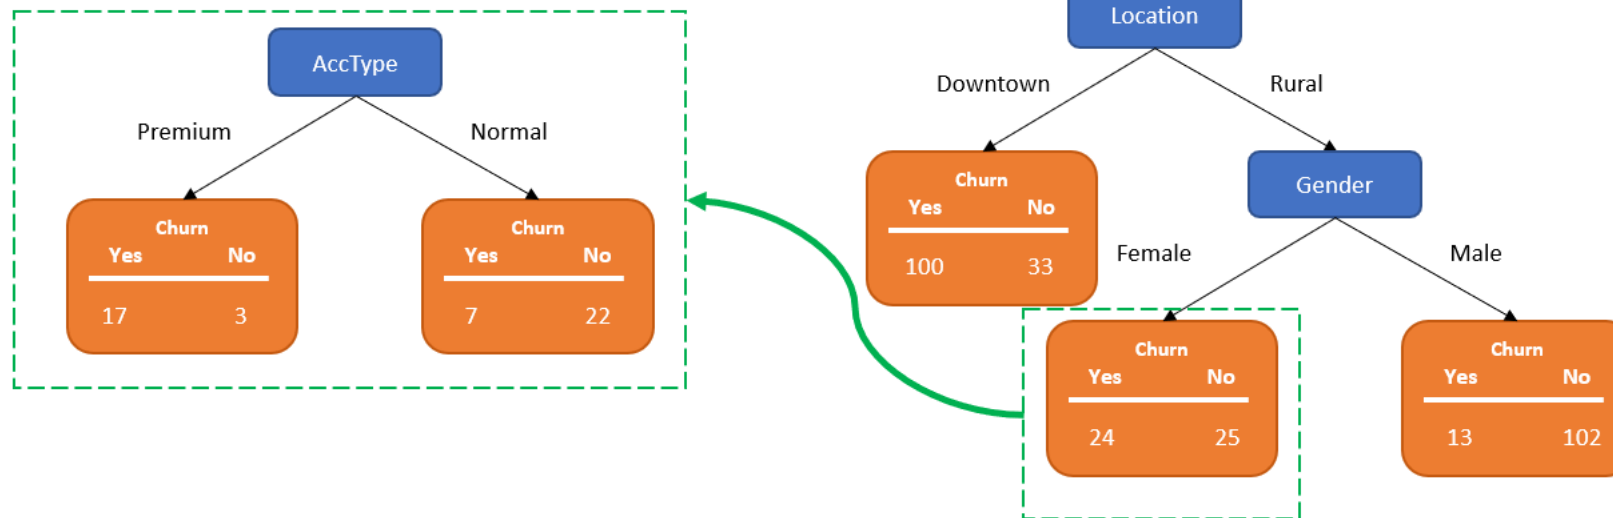 AccType
Premium Normal
Churn
Yes No
17 3
Churn
Yes No
7 22
Location
Downtown Rural
Churn
Yes No
100 33
Gender
Female Male
Churn
Yes No
24 25
Churn
Yes No
13 102